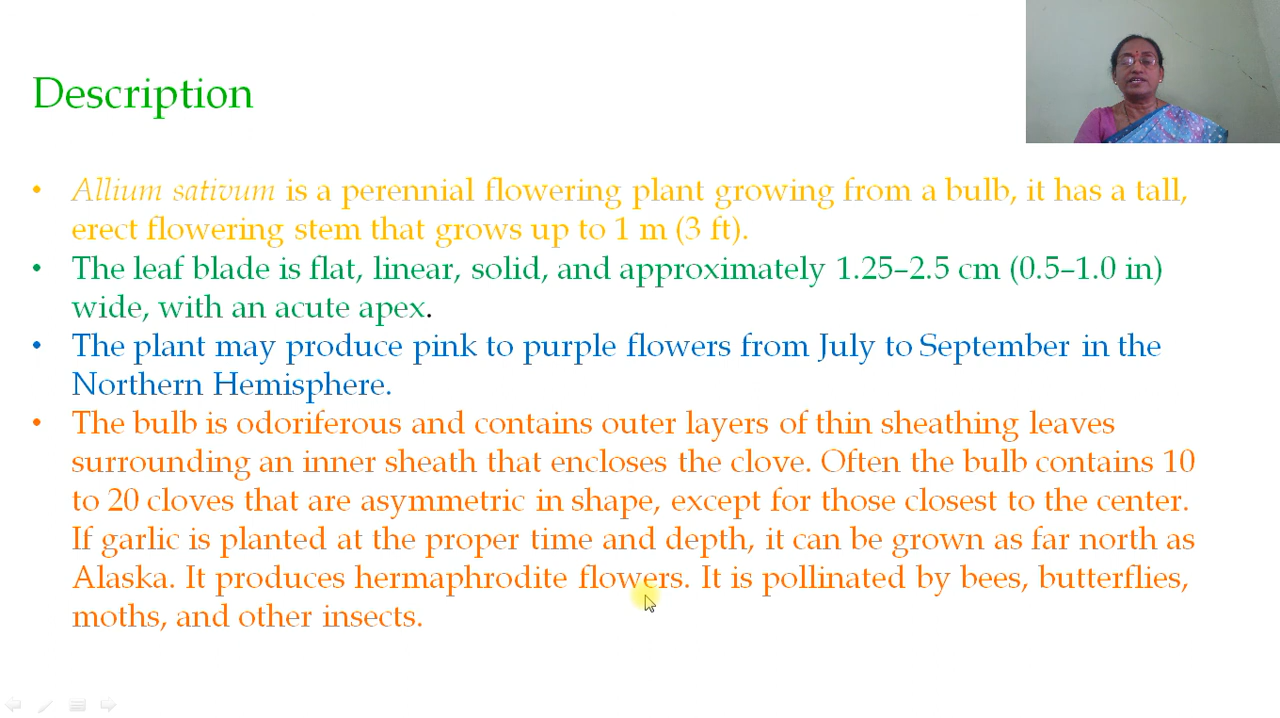 Description
• Allium sativum is a perennial flowering plant growing from a bulb, it has a tall,
erect flowering stem that grows up to 1 m (3 ft).
• The leaf blade is flat, linear, solid, and approximately 1.25–2.5 cm (0.5–1.0 in)
wide, with an acute apex.
• The plant may produce pink to purple flowers from July to September in the
Northern Hemisphere.
• The bulb is odoriferous and contains outer layers of thin sheathing leaves
surrounding an inner sheath that encloses the clove. Often the bulb contains 10
to 20 cloves that are asymmetric in shape, except for those closest to the center.
If garlic is planted at the proper time and depth, it can be grown as far north as
Alaska. It produces hermaphrodite flowers. It is pollinated by bees, butterflies,
moths, and other insects.